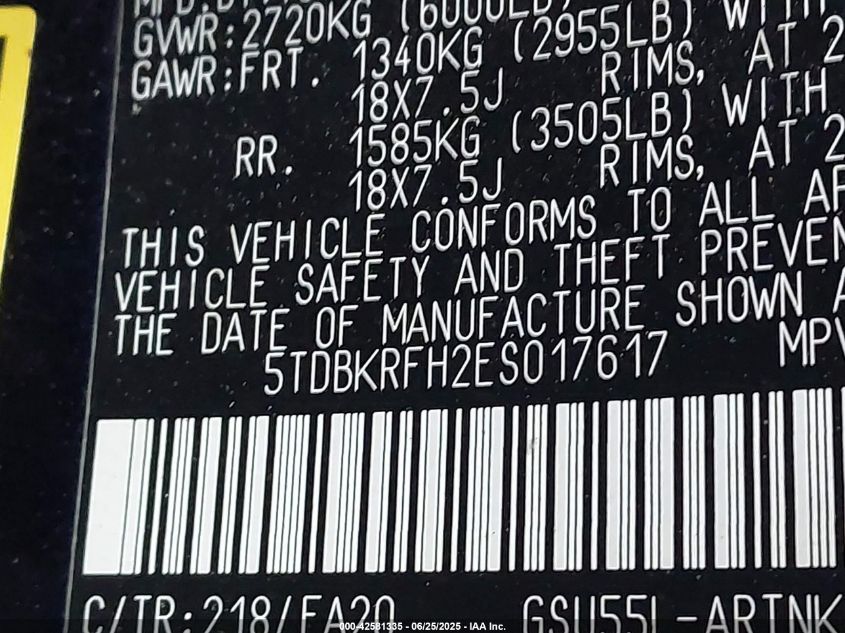 GVWR:2720KG (6000LB)
GAWR:FRT. 1340KG (2955LB) WITH
18X7.5J RIMS, AT 2
RR. 1585KG (3505LB) WITH
18X7.5J RIMS, AT 2
THIS VEHICLE CONFORMS TO ALL AP
VEHICLE SAFETY AND THEFT PREVEN
THE DATE OF MANUFACTURE SHOWN A
5TDBKRFH2ES017617 MPV
C/TR:218/FA20 GSU55L-ARTNK
000-42581335 - 06/25/2025 - IAA Inc.